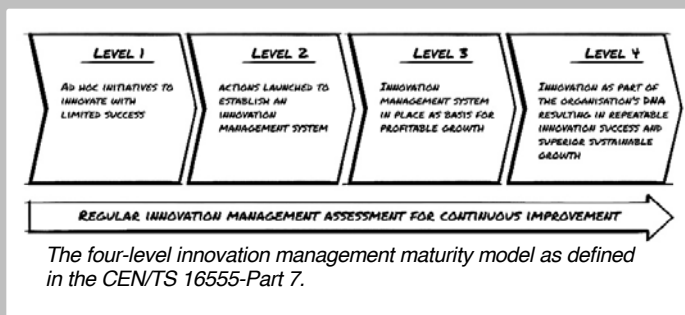 LEVEL 1
AD HOC INITIATIVES TO
INNOVATE WITH
LIMITED SUCCESS
LEVEL 2
ACTIONS LAUNCHED TO
ESTABLISH AN
INNOVATION
MANAGEMENT SYSTEM
LEVEL 3
INNOVATION
MANAGEMENT SYSTEM
IN PLACE AS BASIS FOR
PROFITABLE GROWTH
LEVEL 4
INNOVATION AS PART OF
THE ORGANISATION'S DNA
RESULTING IN REPEATABLE
INNOVATION SUCCESS AND
SUPERIOR SUSTAINABLE
GROWTH
REGULAR INNOVATION MANAGEMENT ASSESSMENT FOR CONTINUOUS IMPROVEMENT
The four-level innovation management maturity model as defined
in the CEN/TS 16555-Part 7.